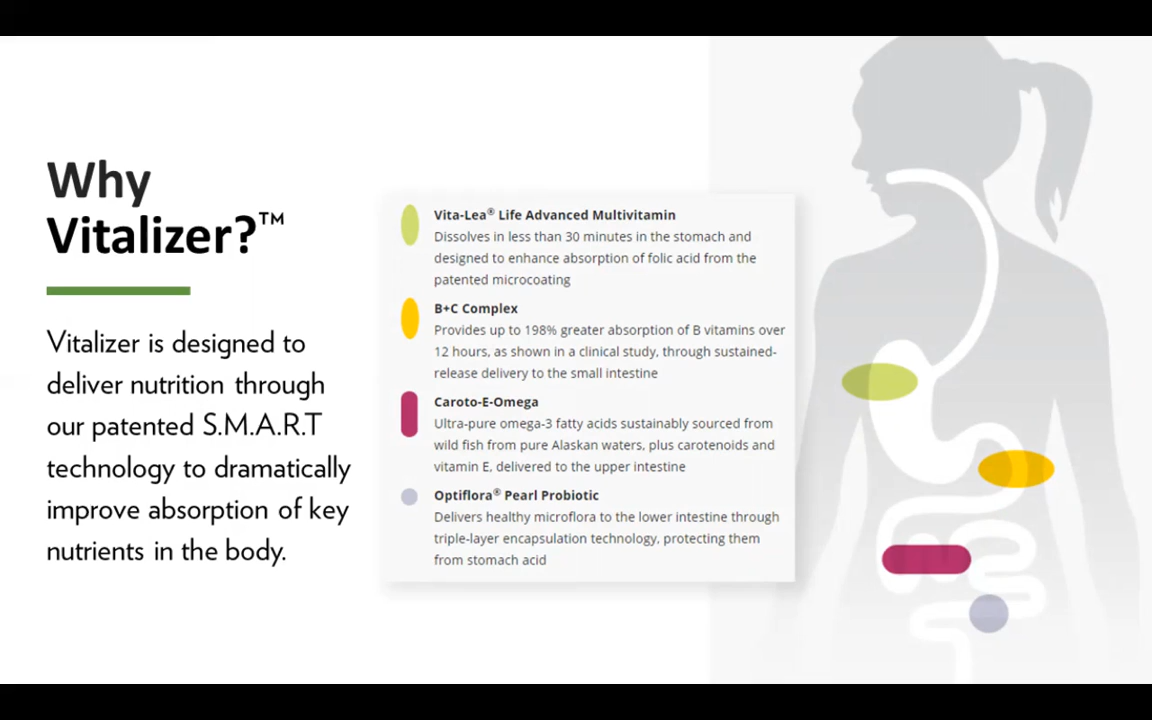 Why
Vitalizer?™
Vitalizer is designed to
deliver nutrition through
our patented S.M.A.R.T
technology to dramatically
improve absorption of key
nutrients in the body.
Vita-Lea® Life Advanced Multivitamin
Dissolves in less than 30 minutes in the stomach and
designed to enhance absorption of folic acid from the
patented microcoating
B+C Complex
Provides up to 198% greater absorption of B vitamins over
12 hours, as shown in a clinical study, through sustained-
release delivery to the small intestine
Caroto-E-Omega
Ultra-pure omega-3 fatty acids sustainably sourced from
wild fish from pure Alaskan waters, plus carotenoids and
vitamin E, delivered to the upper intestine
Optiflora® Pearl Probiotic
Delivers healthy microflora to the lower intestine through
triple-layer encapsulation technology, protecting them
from stomach acid